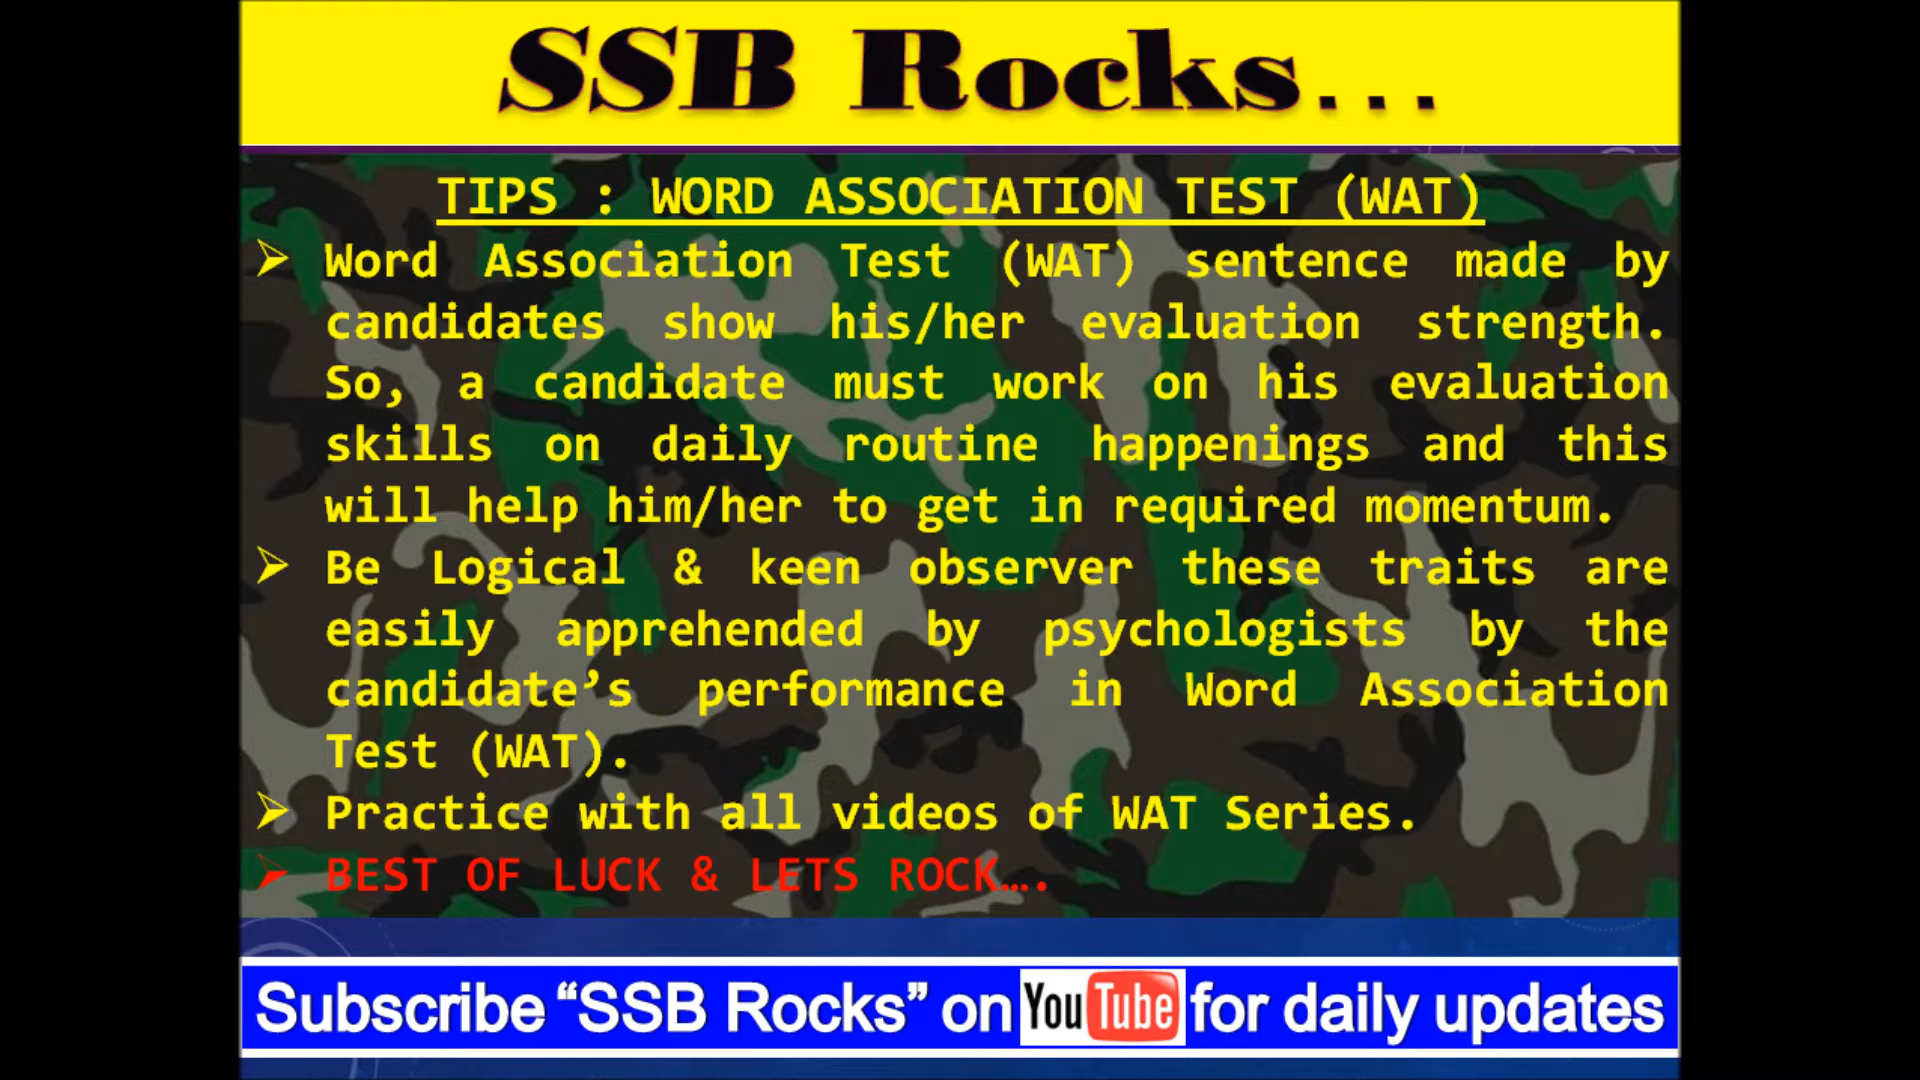 SSB Rocks...
TIPS : WORD ASSOCIATION TEST (WAT)
➢ Word Association Test (WAT) sentence made by
candidates show his/her evaluation strength.
So, a candidate must work on his evaluation
skills on daily routine happenings and this
will help him/her to get in required momentum.
➢ Be Logical & keen observer these traits are
easily apprehended by psychologists by the
candidate’s performance in Word Association
Test (WAT).
➢ Practice with all videos of WAT Series.
➢ BEST OF LUCK & LETS ROCK….
Subscribe “SSB Rocks” on YouTube for daily updates